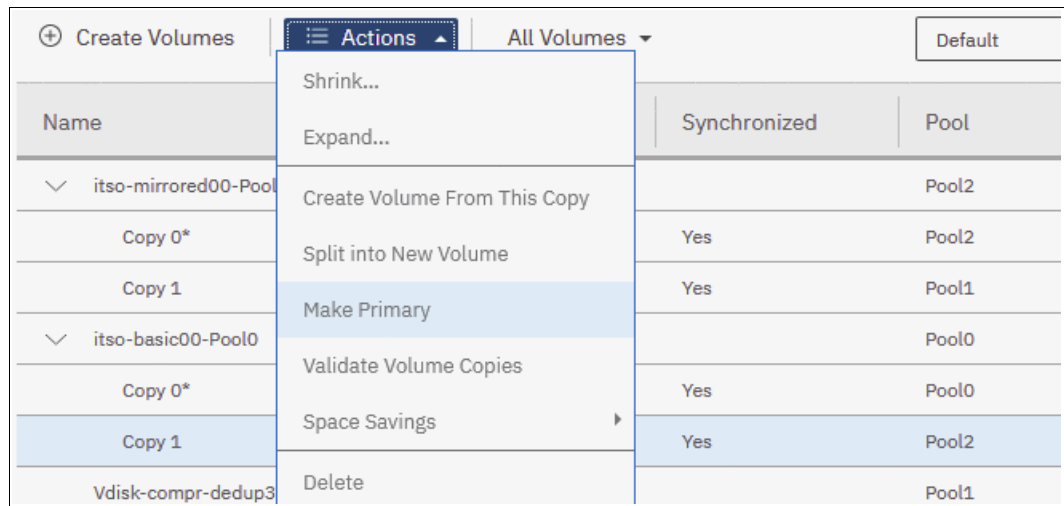 Create Volumes Actions All Volumes Default
Shrink...
Name Synchronized Pool
Expand...
itso-mirrored00-Pool Pool2
Create Volume From This Copy
Copy 0* Yes Pool2
Split into New Volume
Copy 1 Yes Pool1
Make Primary
itso-basic00-Pool0 Pool0
Validate Volume Copies
Copy 0* Yes Pool0
Space Savings
Copy 1 Yes Pool2
Delete
Vdisk-compr-dedup3 Pool1